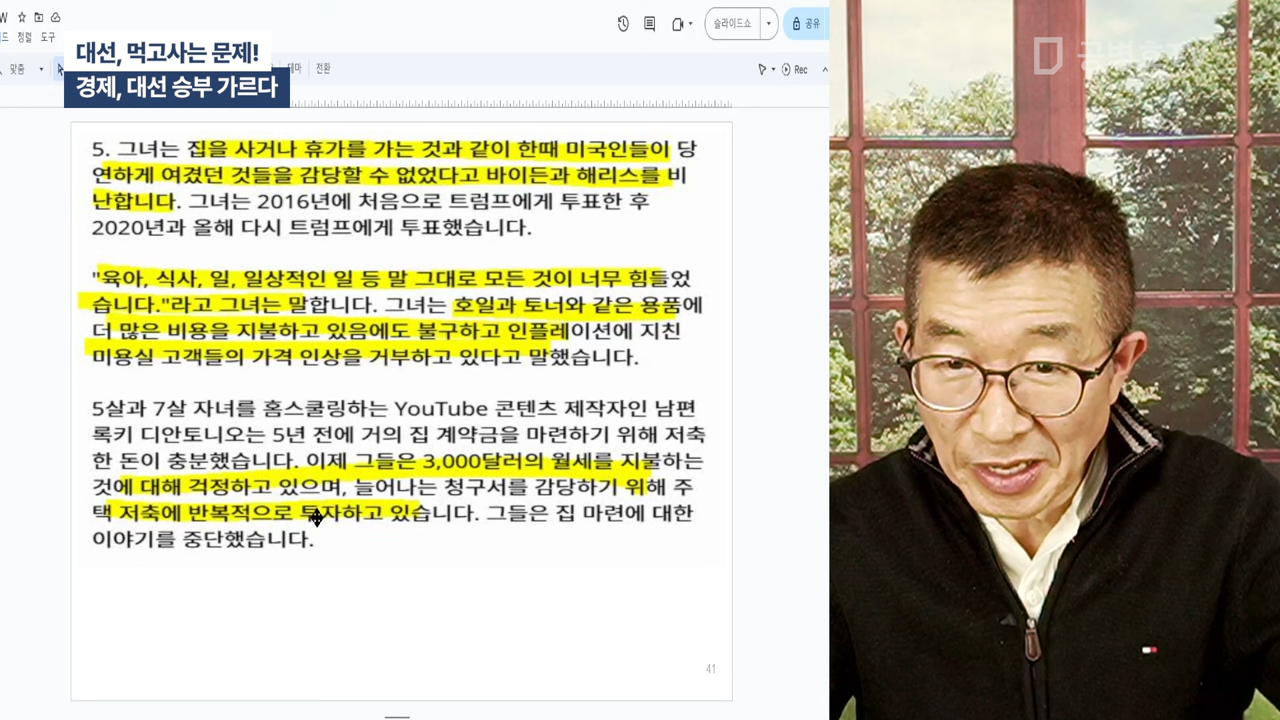 W
드 정렬 도구
슬라이드쇼
공유
대선, 먹고사는 문제!
경제, 대선 승부 가르다
맞춤
테마 전환
Rec
5. 그녀는 집을 사거나 휴가를 가는 것과 같이 한때 미국인들이 당
연하게 여겼던 것들을 감당할 수 없었다고 바이든과 해리스를 비
난합니다. 그녀는 2016년에 처음으로 트럼프에게 투표한 후
2020년과 올해 다시 트럼프에게 투표했습니다.
"육아, 식사, 일, 일상적인 일 등 말 그대로 모든 것이 너무 힘들었
습니다."라고 그녀는 말합니다. 그녀는 호일과 토너와 같은 용품에
더 많은 비용을 지불하고 있음에도 불구하고 인플레이션에 지친
미용실 고객들의 가격 인상을 거부하고 있다고 말했습니다.
5살과 7살 자녀를 홈스쿨링하는 YouTube 콘텐츠 제작자인 남편
록키 디안토니오는 5년 전에 거의 집 계약금을 마련하기 위해 저축
한 돈이 충분했습니다. 이제 그들은 3,000달러의 월세를 지불하는
것에 대해 걱정하고 있으며, 늘어나는 청구서를 감당하기 위해 주
택 저축에 반복적으로 투자하고 있습니다. 그들은 집 마련에 대한
이야기를 중단했습니다.
41